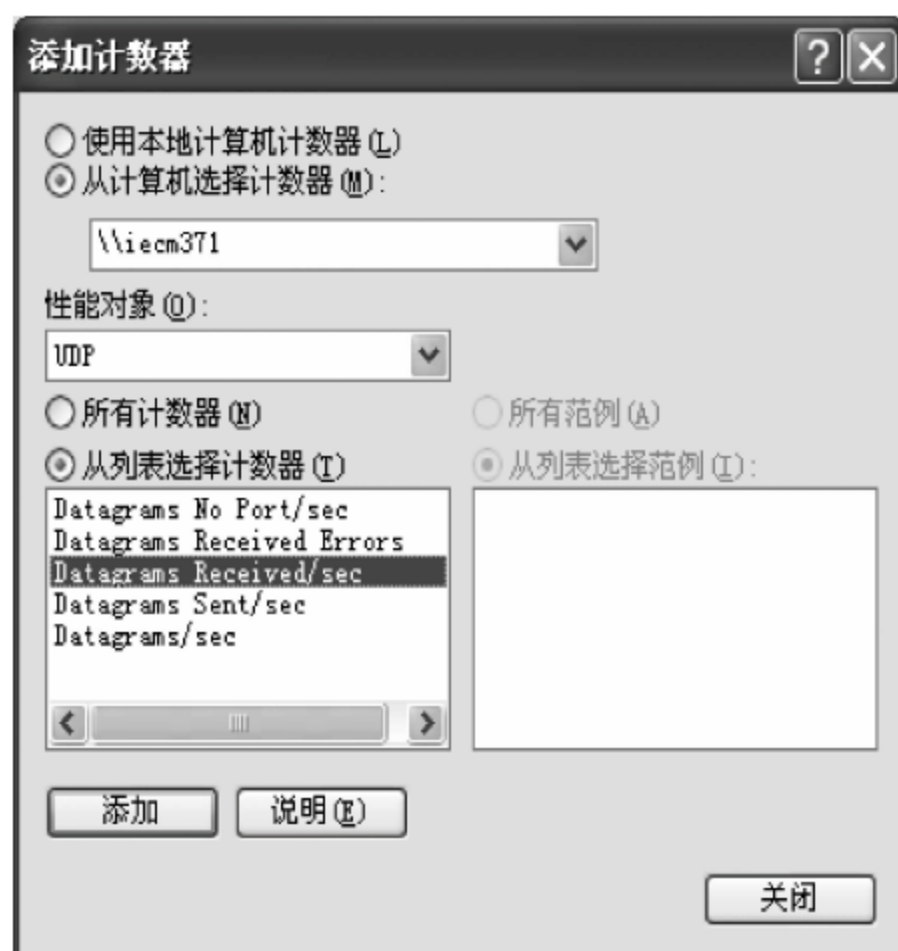 添加计数器
使用本地计算机计数器(L)
从计算机选择计数器(M):
\\iecm371
性能对象(O):
UDP
所有计数器(N)
所有范例(A)
从列表选择计数器(T)
从列表选择范例(I):
Datagrams No Port/sec
Datagrams Received Errors
Datagrams Received/sec
Datagrams Sent/sec
Datagrams/sec
添加
说明(E)
关闭